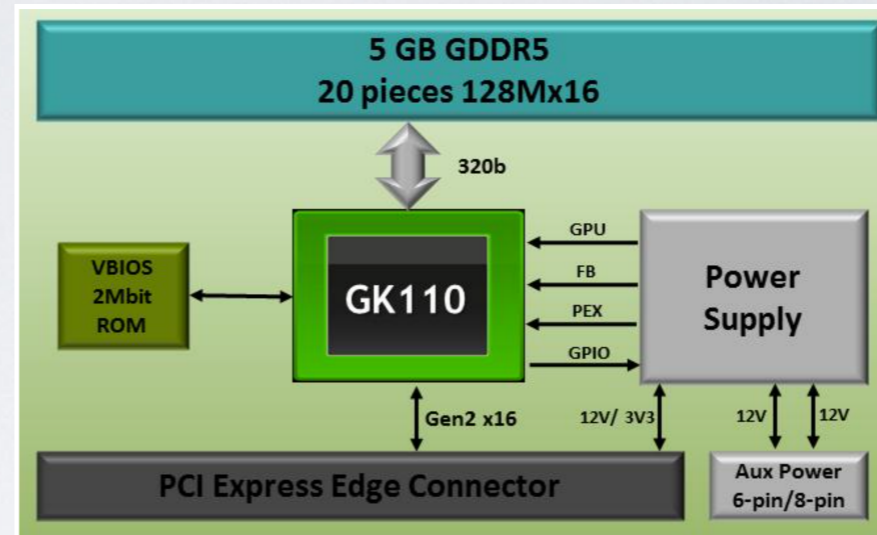 5 GB GDDR5
20 pieces 128Mx16
320b
VBIOS
2Mbit
ROM
GK110
GPU
FB
PEX
GPIO
Power
Supply
Gen2 x16
12V/ 3V3
12V
12V
PCI Express Edge Connector
Aux Power
6-pin/8-pin